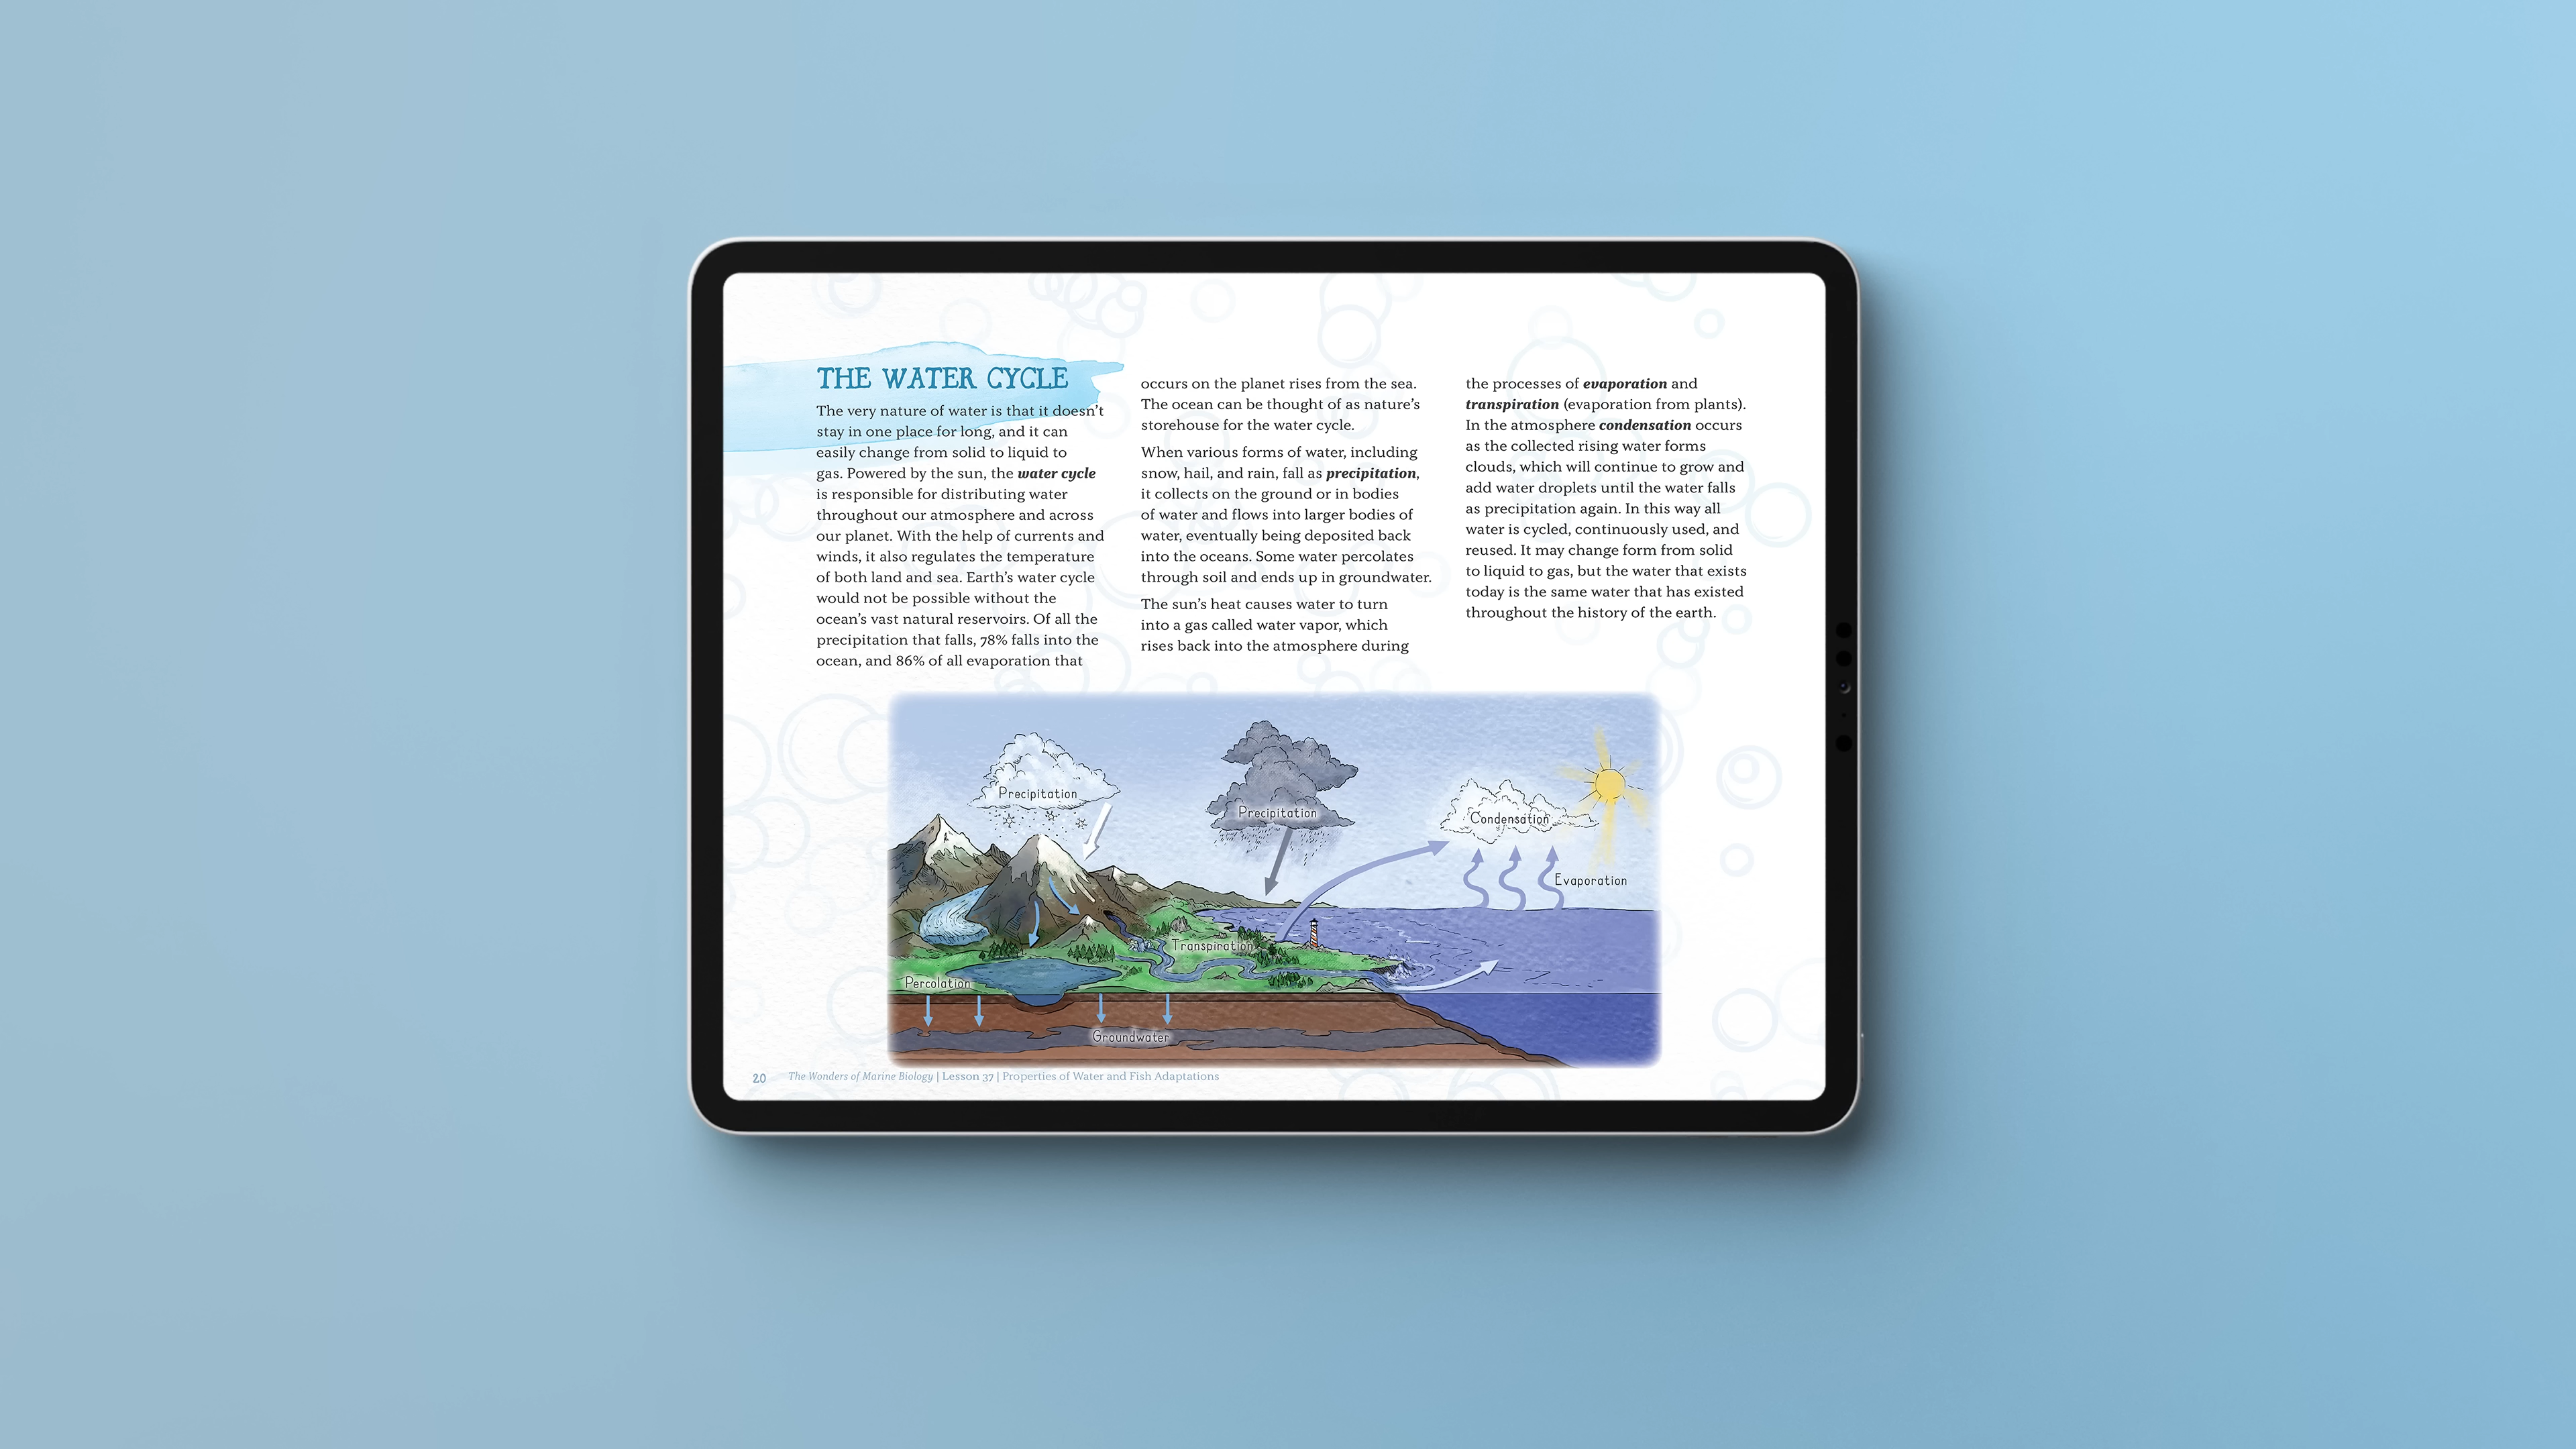 THE WATER CYCLE
The very nature of water is that it doesn’t
stay in one place for long, and it can
easily change from solid to liquid to
gas. Powered by the sun, the water cycle
is responsible for distributing water
throughout our atmosphere and across
our planet. With the help of currents and
winds, it also regulates the temperature
of both land and sea. Earth’s water cycle
would not be possible without the
ocean’s vast natural reservoirs. Of all the
precipitation that falls, 78% falls into the
ocean, and 86% of all evaporation that
occurs on the planet rises from the sea.
The ocean can be thought of as nature’s
storehouse for the water cycle.
When various forms of water, including
snow, hail, and rain, fall as precipitation,
it collects on the ground or in bodies
of water and flows into larger bodies of
water, eventually being deposited back
into the oceans. Some water percolates
through soil and ends up in groundwater.
The sun’s heat causes water to turn
into a gas called water vapor, which
rises back into the atmosphere during
the processes of evaporation and
transpiration (evaporation from plants).
In the atmosphere condensation occurs
as the collected rising water forms
clouds, which will continue to grow and
add water droplets until the water falls
as precipitation again. In this way all
water is cycled, continuously used, and
reused. It may change form from solid
to liquid to gas, but the water that exists
today is the same water that has existed
throughout the history of the earth.
Precipitation
Precipitation
Condensation
Evaporation
Transpiration
Percolation
Groundwater
20 The Wonders of Marine Biology | Lesson 37 | Properties of Water and Fish Adaptations